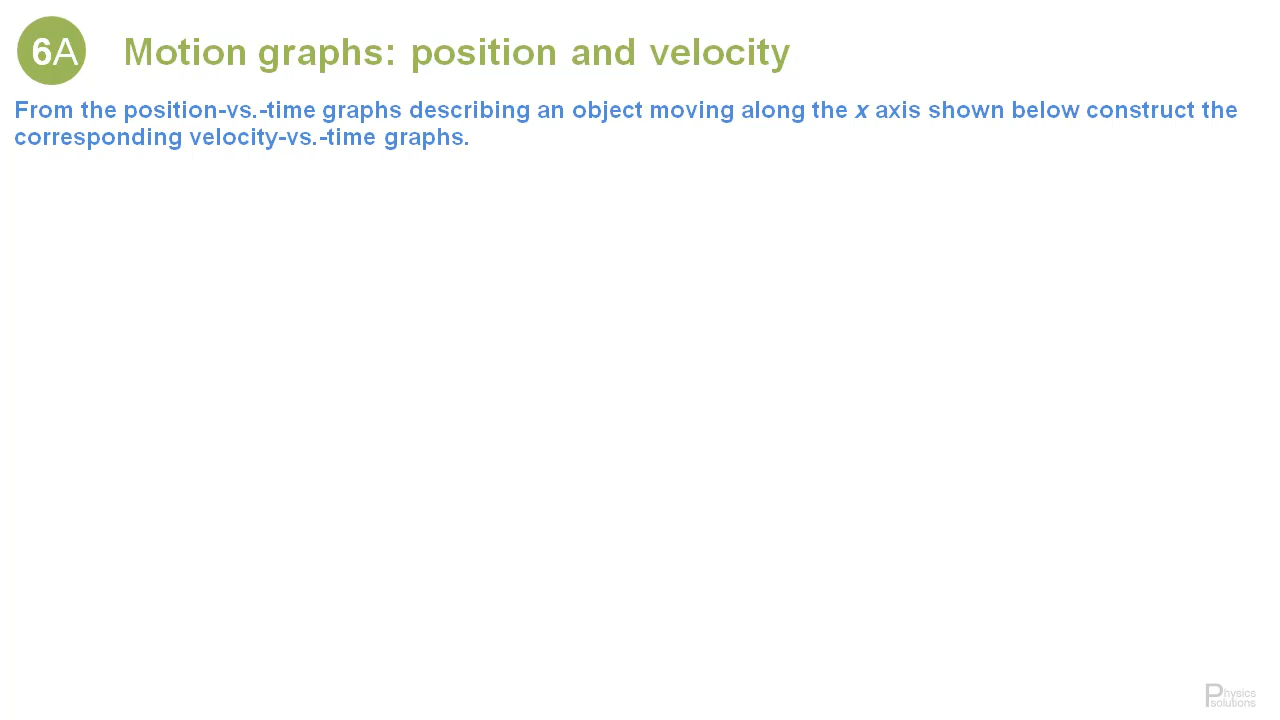 6A Motion graphs: position and velocity
From the position-vs.-time graphs describing an object moving along the x axis shown below construct the
corresponding velocity-vs.-time graphs.
Physics
solutions